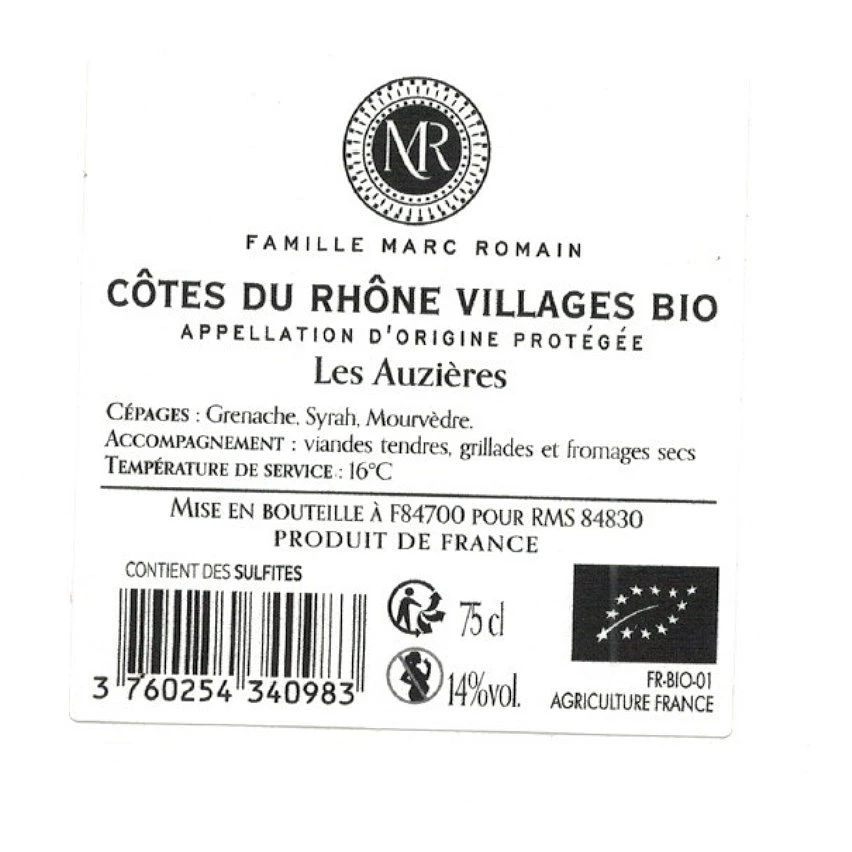 MR
FAMILLE MARC ROMAIN
CÔTES DU RHÔNE VILLAGES BIO
APPELLATION D'ORIGINE PROTÉGÉE
Les Auzières
CÉPAGES : Grenache, Syrah, Mourvèdre.
ACCOMPAGNEMENT : viandes tendres, grillades et fromages secs
TEMPÉRATURE DE SERVICE : 16°C
MISE EN BOUTEILLE À F84700 POUR RMS 84830
PRODUIT DE FRANCE
CONTIENT DES SULFITES
75 cl
14%vol.
3 760254 340983
FR-BIO-01
AGRICULTURE FRANCE